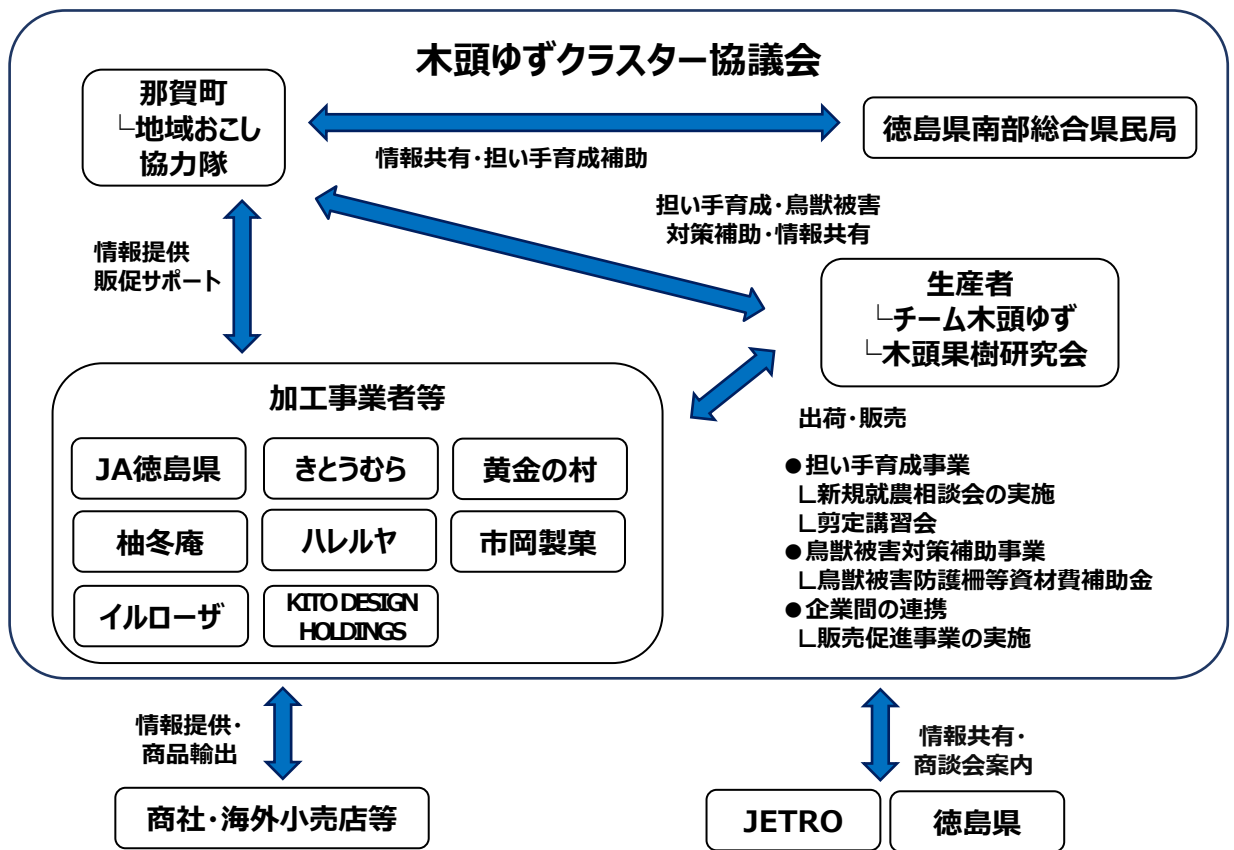 木頭ゆずクラスター協議会
那賀町
└地域おこし
協力隊
徳島県南部総合県民局
情報共有・担い手育成補助
担い手育成・鳥獣被害
対策補助・情報共有
情報提供
販促サポート
生産者
└チーム木頭ゆず
└木頭果樹研究会
加工事業者等
JA徳島県
きとうむら
黄金の村
柚冬庵
ハレルヤ
市岡製菓
イルローザ
KITO DESIGN
HOLDINGS
出荷・販売
●担い手育成事業
┗新規就農相談会の実施
┗剪定講習会
●鳥獣被害対策補助事業
┗鳥獣被害防護柵等資材費補助金
●企業間の連携
┗販売促進事業の実施
情報提供・
商品輸出
情報共有・
商談会案内
商社・海外小売店等
JETRO
徳島県